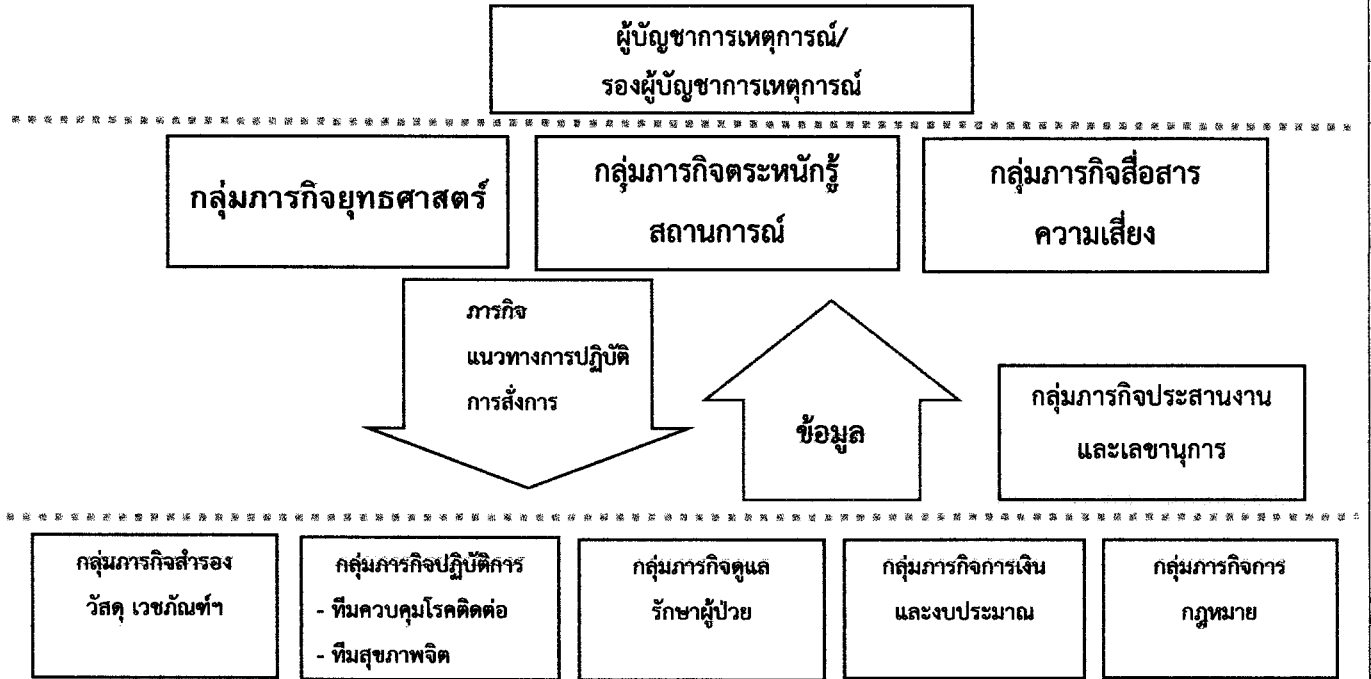 ผู้บัญชาการเหตุการณ์/
รองผู้บัญชาการเหตุการณ์
กลุ่มภารกิจยุทธศาสตร์
กลุ่มภารกิจตระหนักรู้
สถานการณ์
กลุ่มภารกิจสื่อสาร
ความเสี่ยง
ภารกิจ
แนวทางการปฏิบัติ
การสั่งการ
ข้อมูล
กลุ่มภารกิจประสานงาน
และเลขานุการ
กลุ่มภารกิจสำรอง
วัสดุ เวชภัณฑ์ฯ
กลุ่มภารกิจปฏิบัติการ
- ทีมควบคุมโรคติดต่อ
- ทีมสุขภาพจิต
กลุ่มภารกิจดูแล
รักษาผู้ป่วย
กลุ่มภารกิจการเงิน
และงบประมาณ
กลุ่มภารกิจการ
กฎหมาย